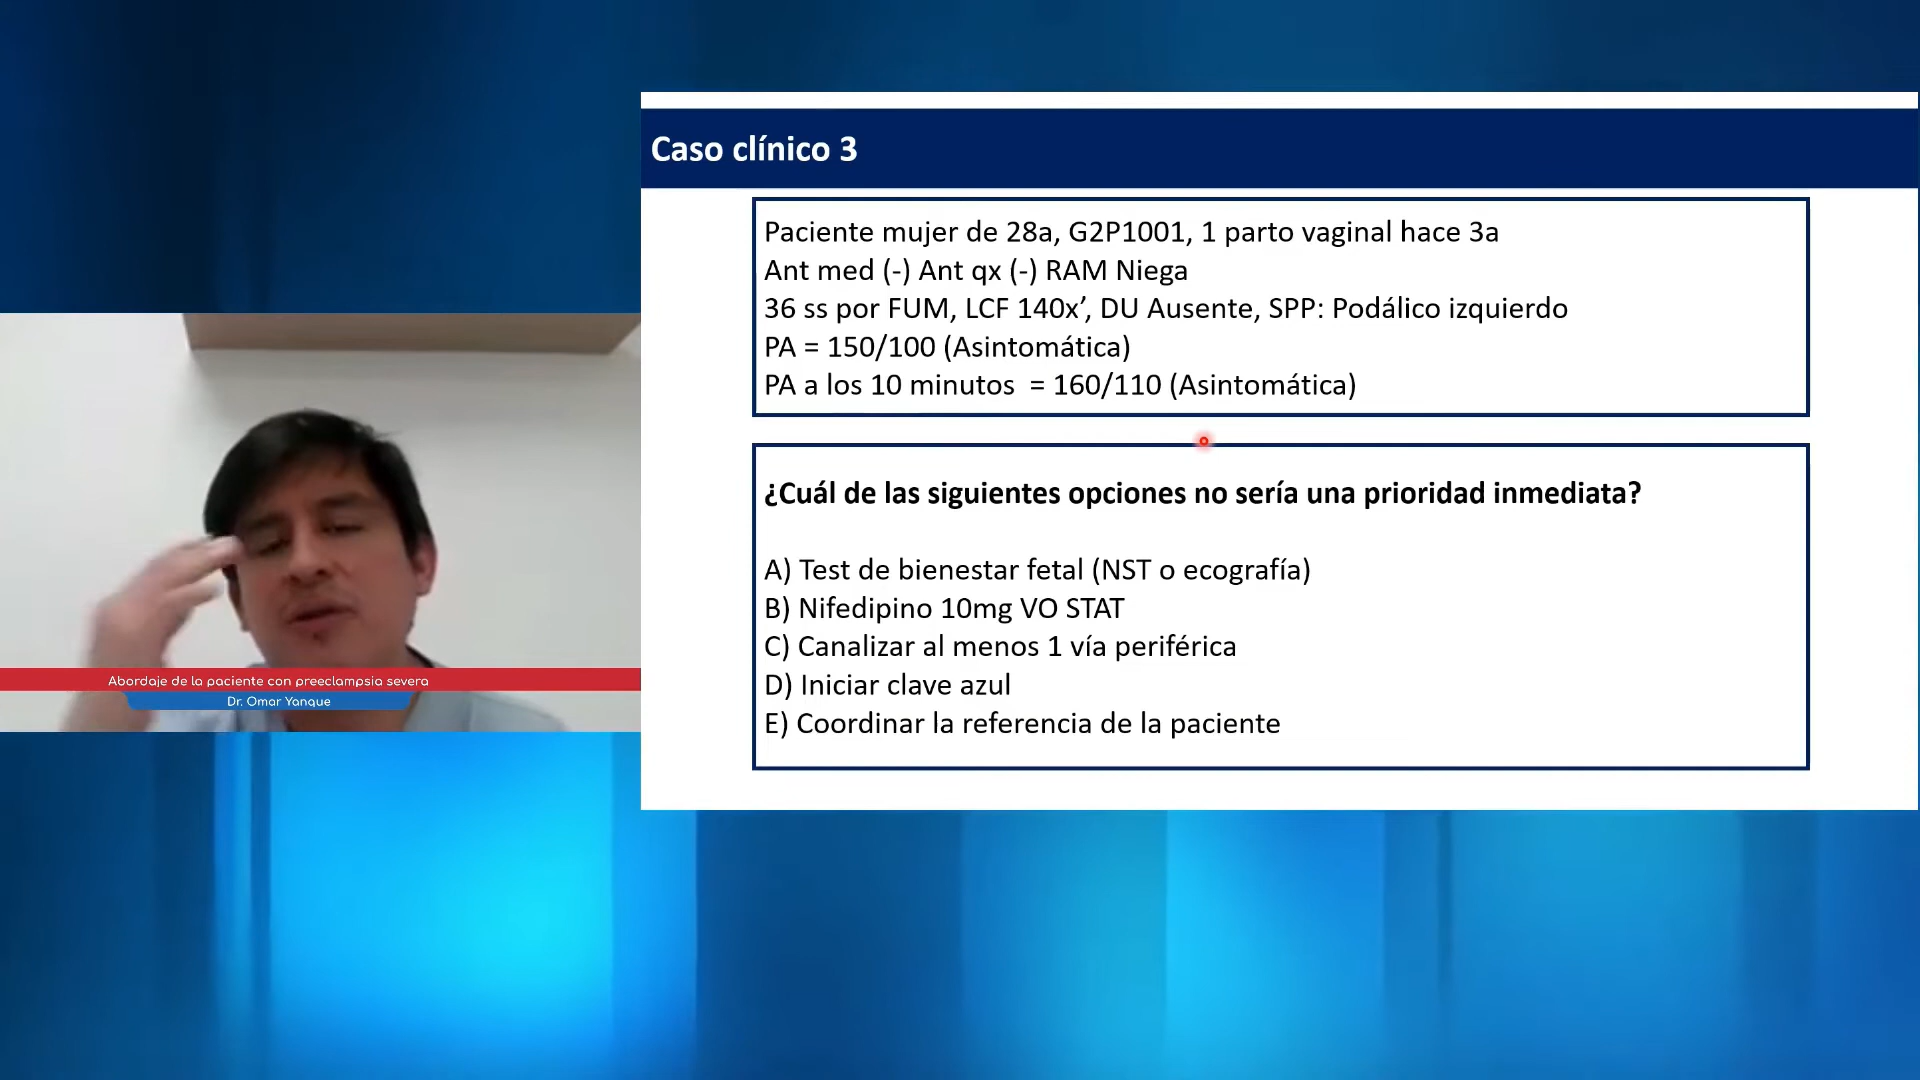 Caso clínico 3
Paciente mujer de 28a, G2P1001, 1 parto vaginal hace 3a
Ant med (-) Ant qx (-) RAM Niega
36 ss por FUM, LCF 140x’, DU Ausente, SPP: Podálico izquierdo
PA = 150/100 (Asintomática)
PA a los 10 minutos = 160/110 (Asintomática)
¿Cuál de las siguientes opciones no sería una prioridad inmediata?
A) Test de bienestar fetal (NST o ecografía)
B) Nifedipino 10mg VO STAT
C) Canalizar al menos 1 vía periférica
D) Iniciar clave azul
E) Coordinar la referencia de la paciente
Abordaje de la paciente con preeclampsia severa
Dr. Omar Yanque